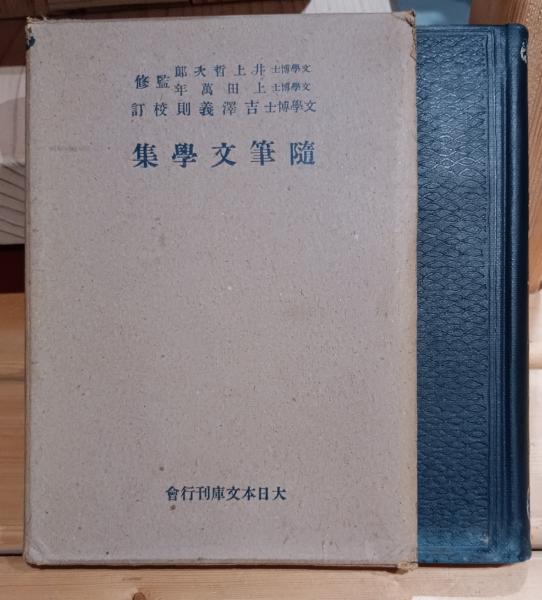 文學博士井上哲次郎監修
文學博士上田萬年
文學博士吉澤義則校訂
隨筆文學集
大日本文庫刊行會